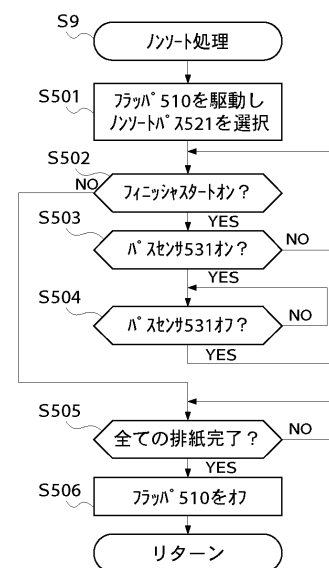 S9
ﾉﾝｿｰﾄ処理
S501
ﾌﾗｯﾊﾟ510を駆動し
ﾉﾝｿｰﾄﾊﾟｽ521を選択
S502
NO
ﾌｨﾆｯｼｬｽﾀｰﾄオン？
YES
S503
ﾊﾟｽｾﾝｻ531オン？
NO
YES
S504
ﾊﾟｽｾﾝｻ531オフ？
NO
YES
S505
全ての排紙完了？
NO
YES
S506
ﾌﾗｯﾊﾟ510をオフ
リターン